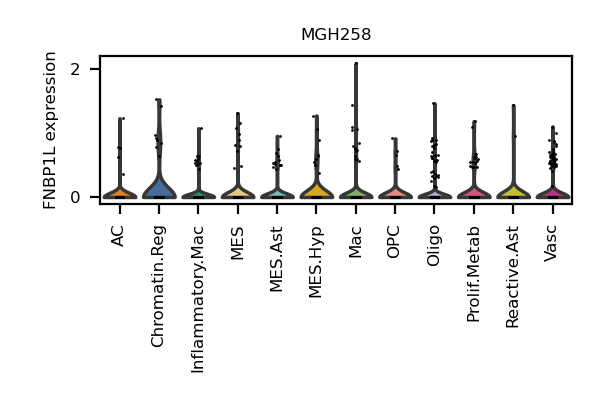 MGH258
FNBP1L expression
2
0
AC
Chromatin.Reg
Inflammatory.Mac
MES
MES.Ast
MES.Hyp
Mac
OPC
Oligo
Prolif.Metab
Reactive.Ast
Vasc